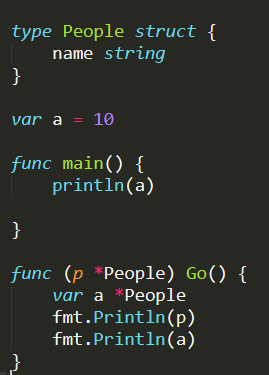 type People struct {
    name string
}

var a = 10

func main() {
    println(a)

}

func (p *People) Go() {
    var a *People
    fmt.Println(p)
    fmt.Println(a)
}